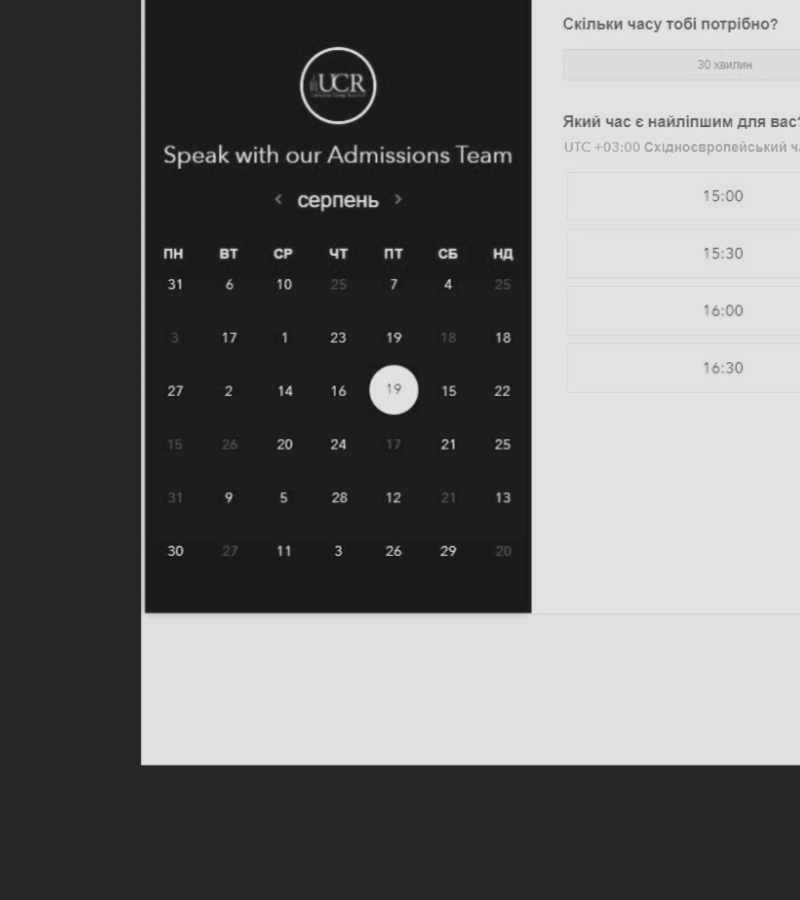 UCR
Speak with our Admissions Team
‹ серпень ›
ПН ВТ СР ЧТ ПТ СБ НД
31 6 10 25 7 4 25
3 17 1 23 19 18 18
27 2 14 16 19 15 22
15 26 20 24 17 21 25
31 9 5 28 12 21 13
30 27 11 3 26 29 20
Скільки часу тобі потрібно?
30 хвилин
Який час є найліпшим для вас?
UTC +03:00 Східноєвропейський ча
15:00
15:30
16:00
16:30